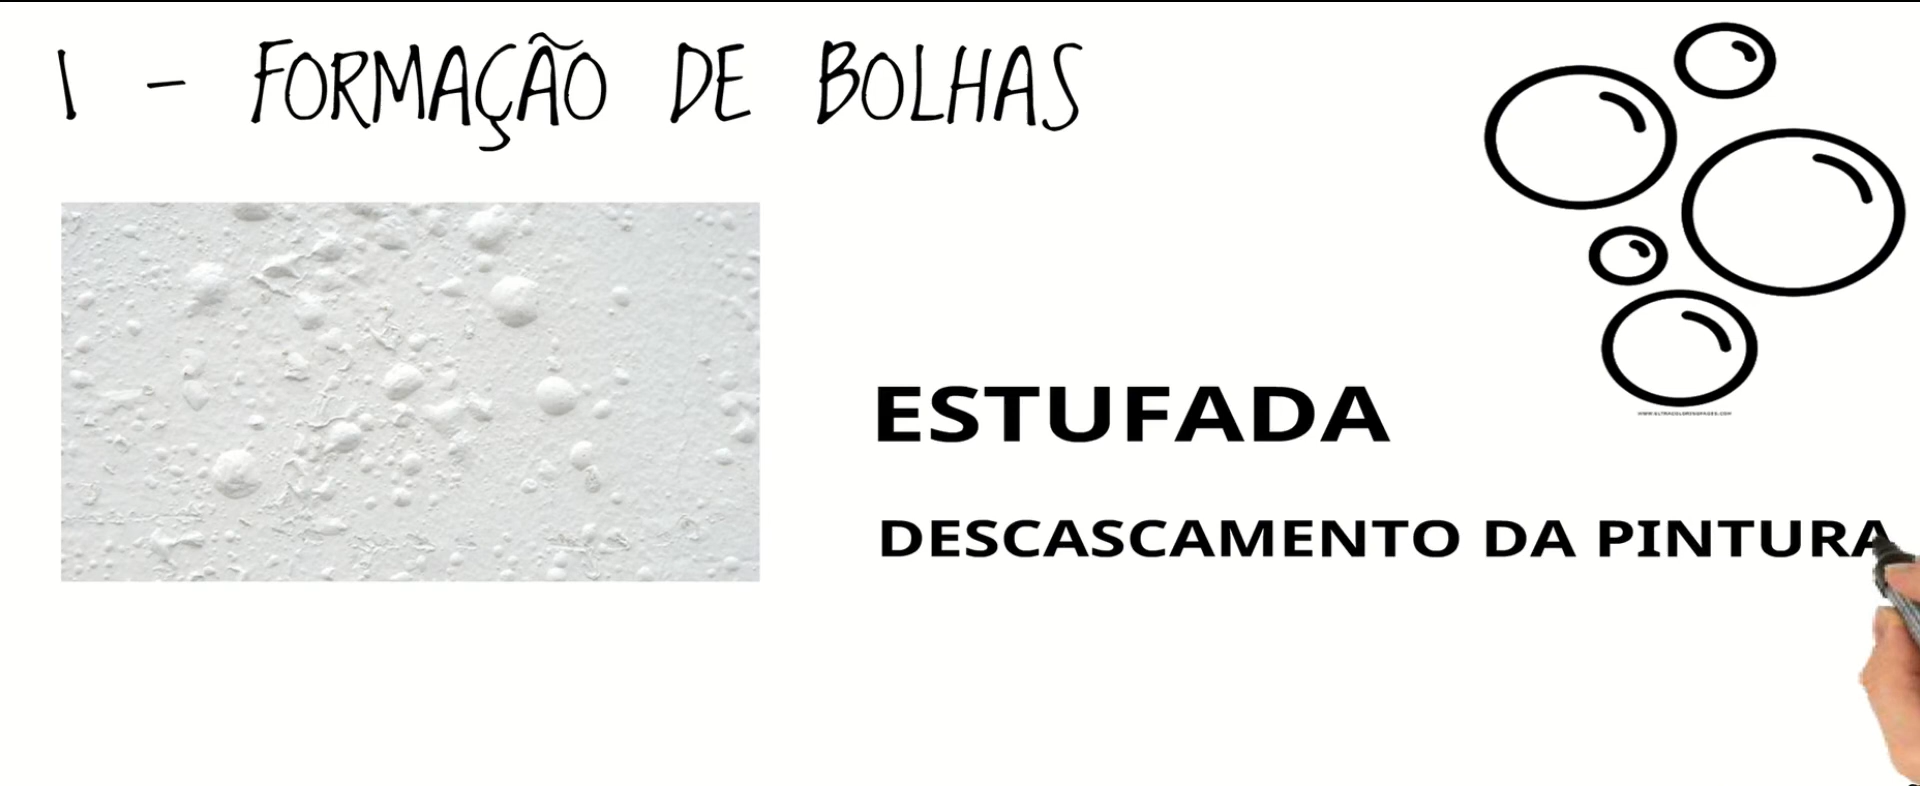 1 - FORMAÇÃO DE BOLHAS
ESTUFADA
DESCASCAMENTO DA PINTURA